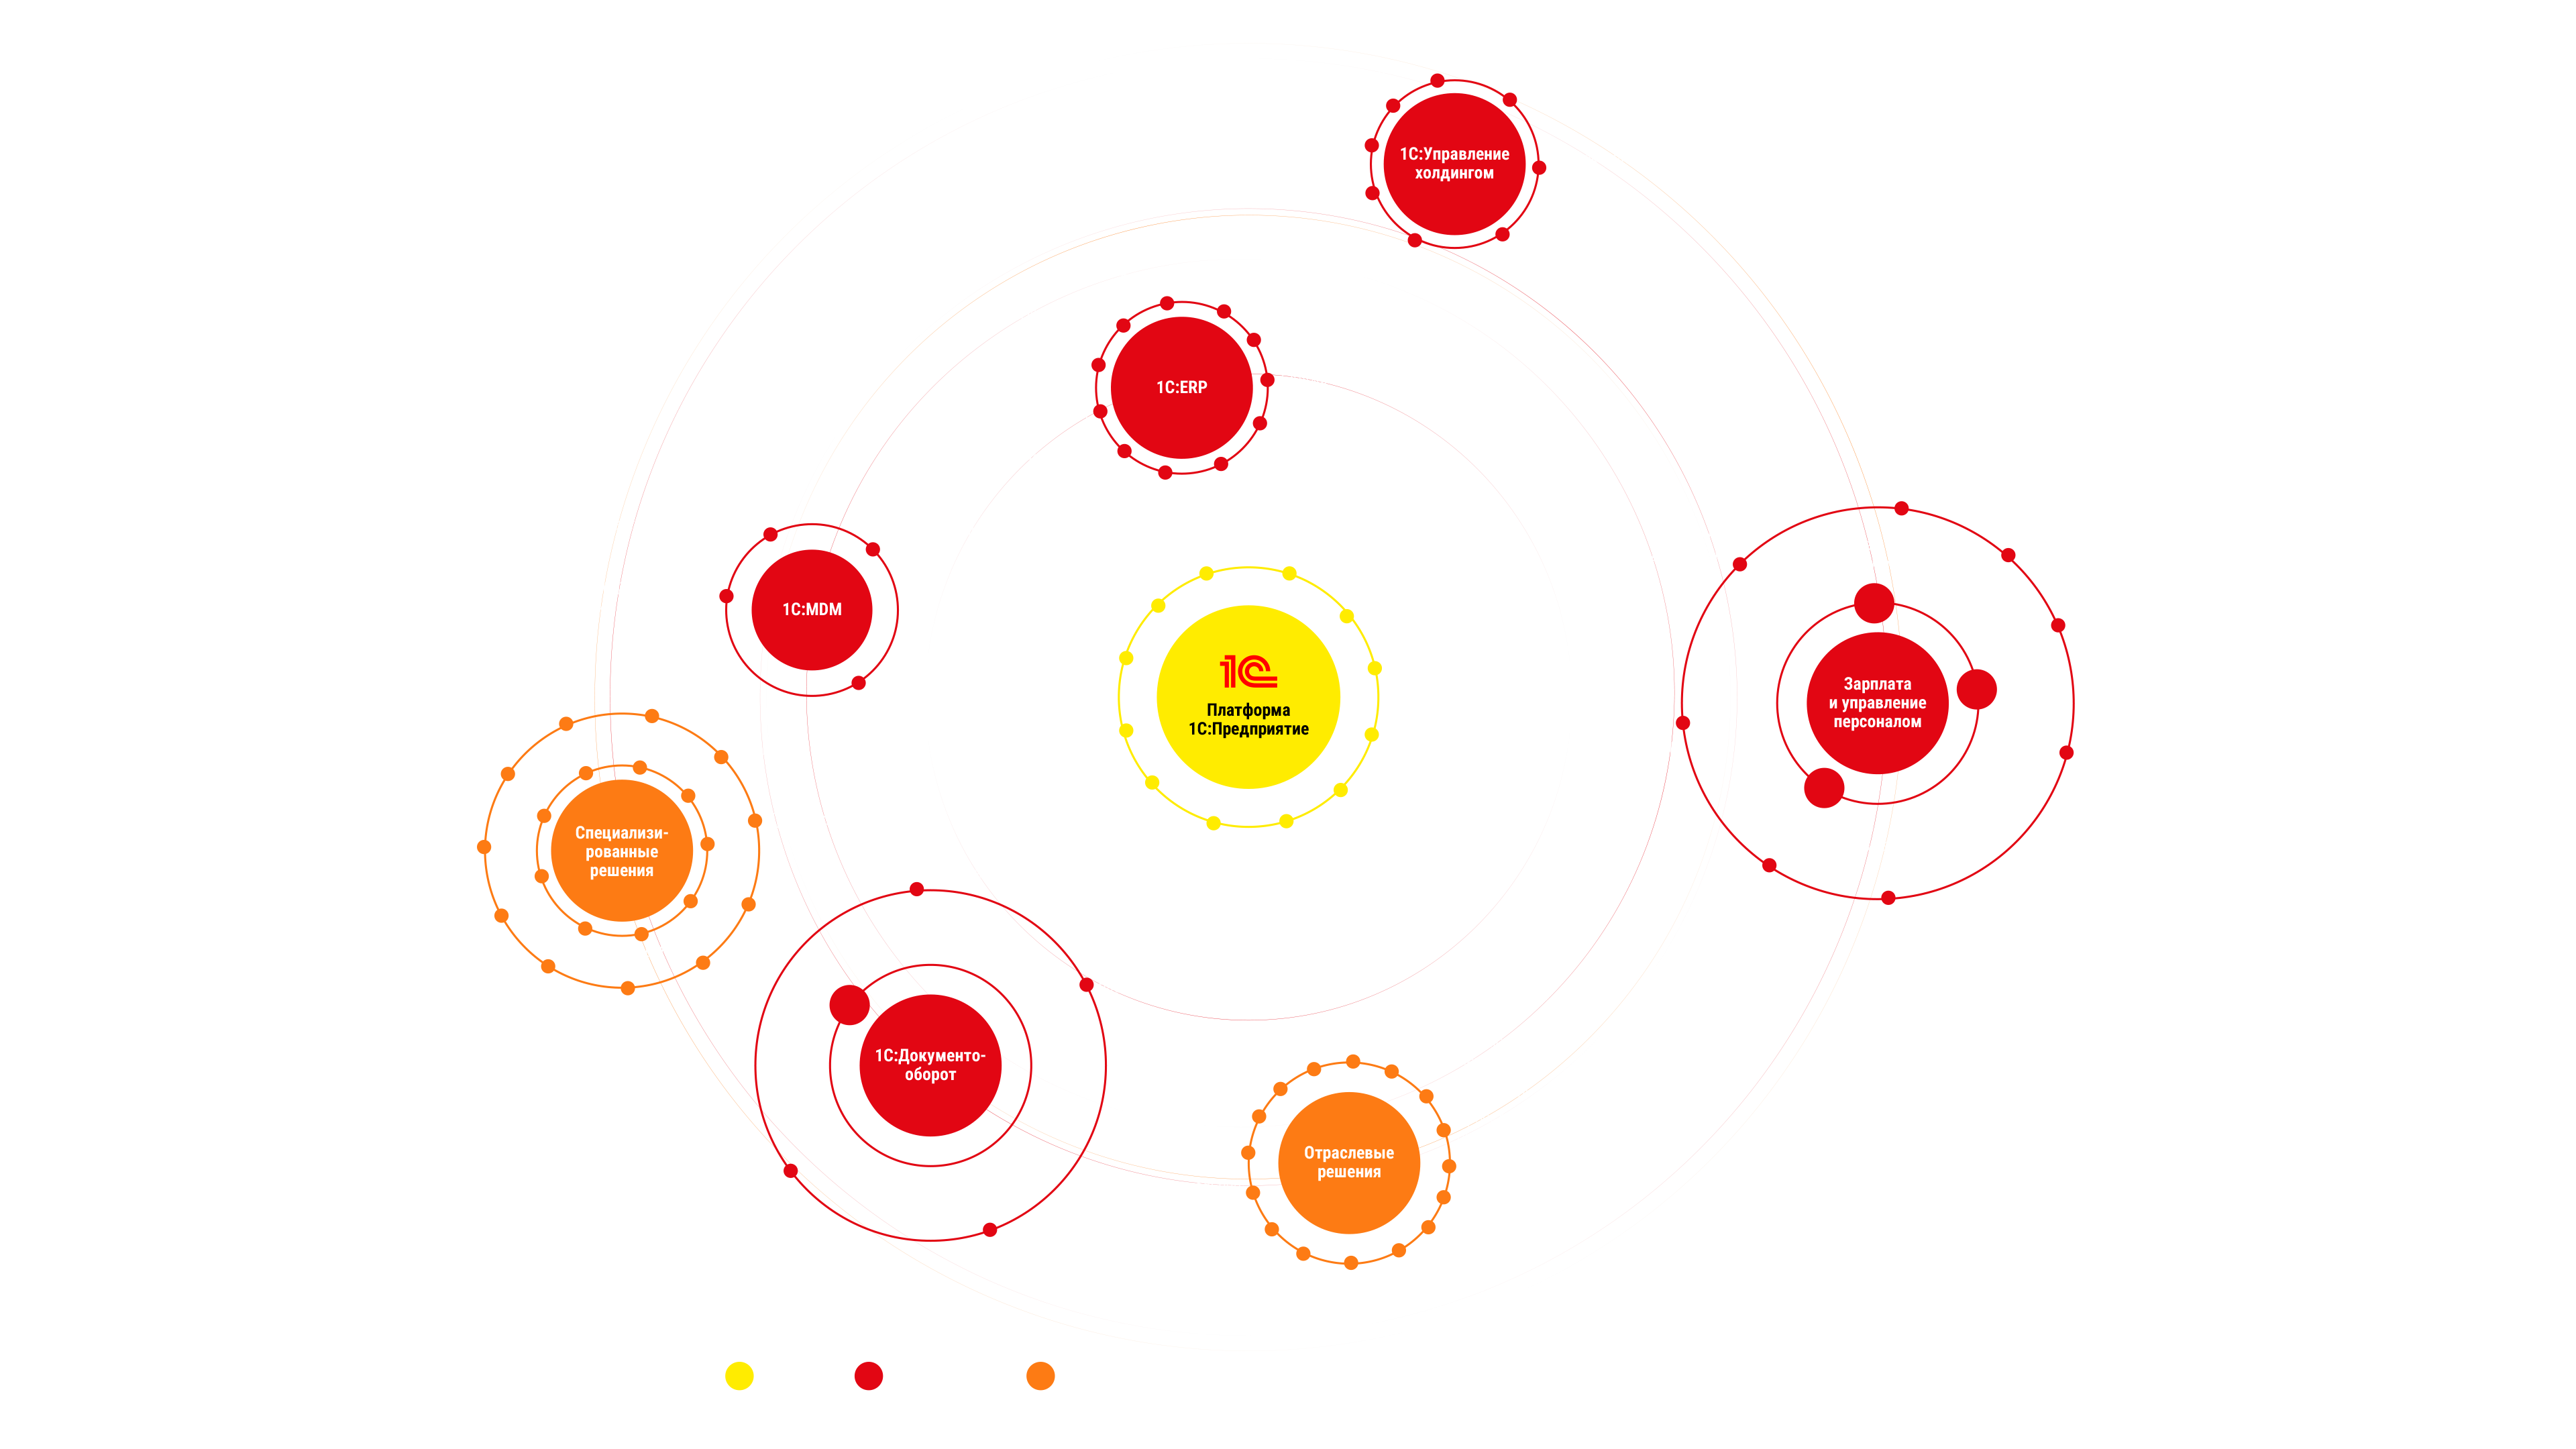 1С:Управление
холдингом
1С:ERP
1С:MDM
1С
Платформа
1С:Предприятие
Зарплата
и управление
персоналом
Специализи-
рованные
решения
1С:Документо-
оборот
Отраслевые
решения